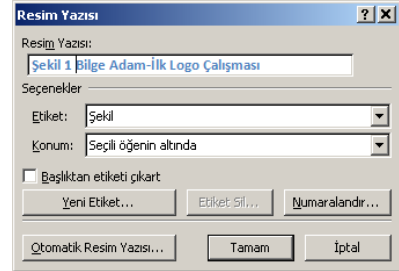 Resim Yazısı
Resim Yazısı:
Şekil 1 Bilge Adam-İlk Logo Çalışması
Seçenekler
Etiket: Şekil
Konum: Seçili öğenin altında
Başlıktan etiketi çıkart
Yeni Etiket... Etiket Sil... Numaralandır...
Otomatik Resim Yazısı... Tamam İptal